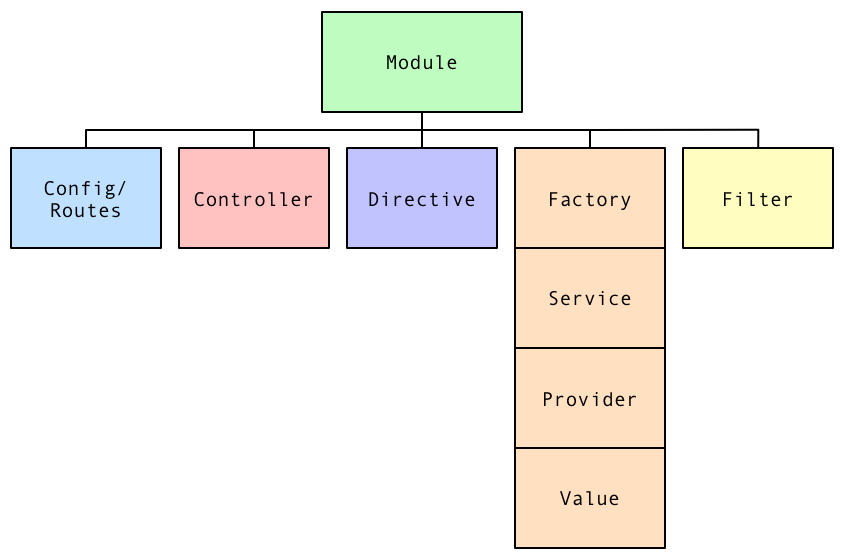 Module
Config/
Routes
Controller
Directive
Factory
Filter
Service
Provider
Value